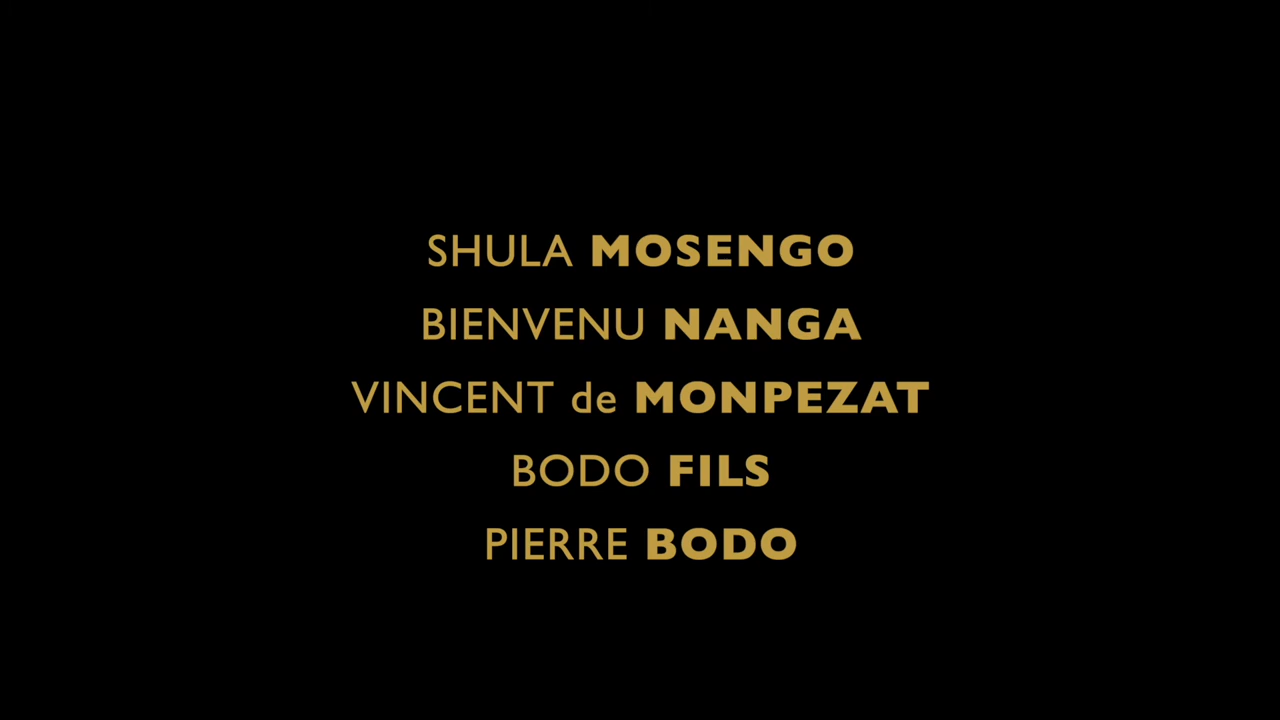 SHULA MOSENGO
BIENVENU NANGA
VINCENT de MONPEZAT
BODO FILS
PIERRE BODO